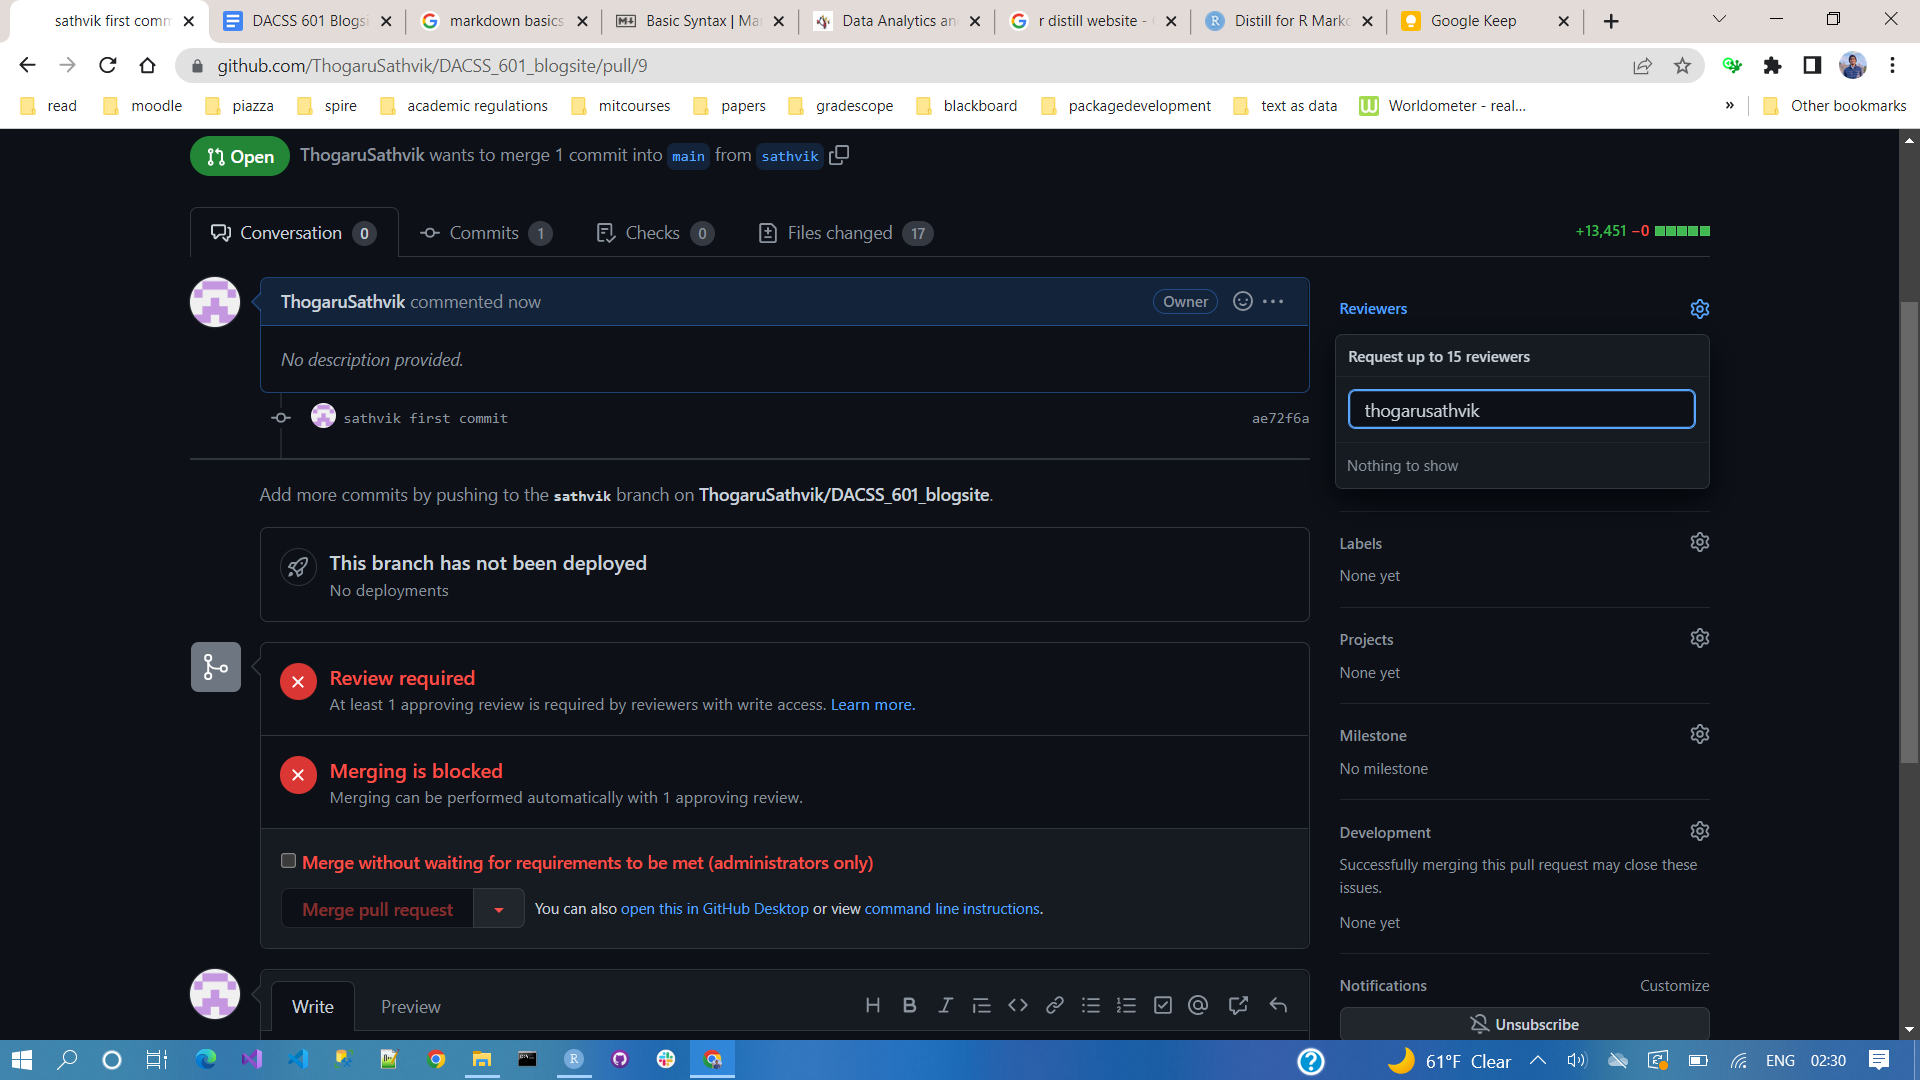 sathvik first comm
DACSS 601 Blogsi
markdown basics
Basic Syntax | Ma
Data Analytics an
r distill website -
Distill for R Markd
Google Keep
github.com/ThogaruSathvik/DACSS_601_blogsite/pull/9
read
moodle
piazza
spire
academic regulations
mitcourses
papers
gradescope
blackboard
packagedevelopment
text as data
Worldometer - real...
»
Other bookmarks
Open
ThogaruSathvik wants to merge 1 commit into main from sathvik
Conversation 0
Commits 1
Checks 0
Files changed 17
+13,451 −0
ThogaruSathvik commented now
Owner
No description provided.
sathvik first commit
ae72f6a
Reviewers
Request up to 15 reviewers
thogarusathvik
Nothing to show
Add more commits by pushing to the sathvik branch on ThogaruSathvik/DACSS_601_blogsite.
This branch has not been deployed
No deployments
Review required
At least 1 approving review is required by reviewers with write access. Learn more.
Merging is blocked
Merging can be performed automatically with 1 approving review.
Merge without waiting for requirements to be met (administrators only)
Merge pull request
You can also open this in GitHub Desktop or view command line instructions.
Labels
None yet
Projects
None yet
Milestone
No milestone
Development
Successfully merging this pull request may close these
issues.
None yet
Notifications
Customize
Unsubscribe
Write
Preview
61°F Clear
ENG
02:30